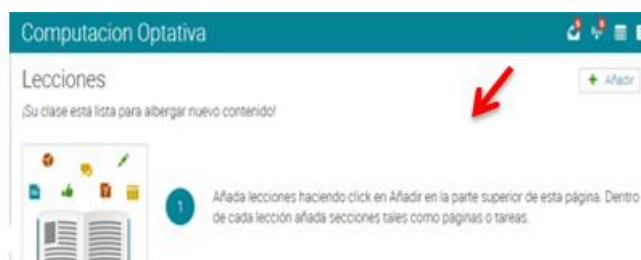 Computacion Optativa
Lecciones
+ Añadir
¡Su clase está lista para albergar nuevo contenido!
1
Añada lecciones haciendo click en Añadir en la parte superior de esta página. Dentro
de cada lección añada secciones tales como páginas o tareas.